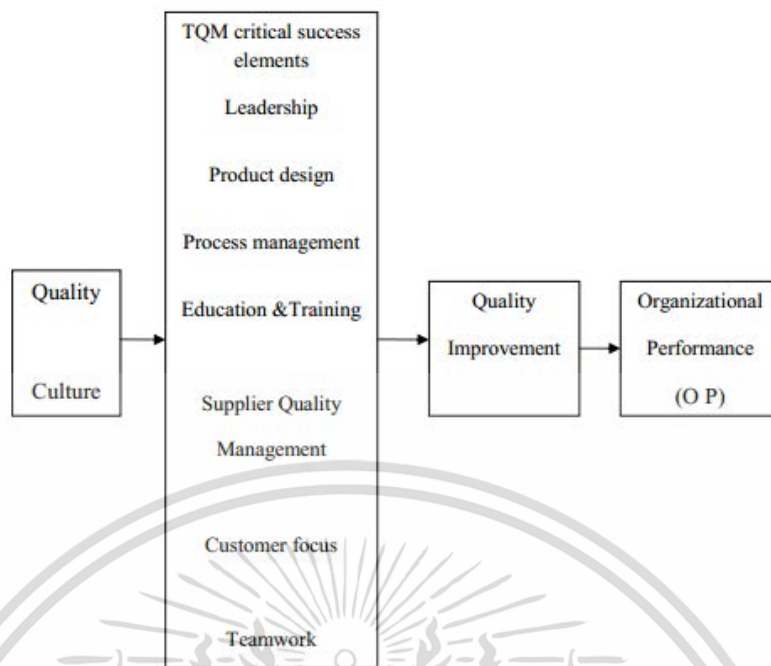 TQM critical success
elements
Leadership
Product design
Process management
Education &Training
Supplier Quality
Management
Customer focus
Teamwork
Quality
Culture
Quality
Improvement
Organizational
Performance
(O P)